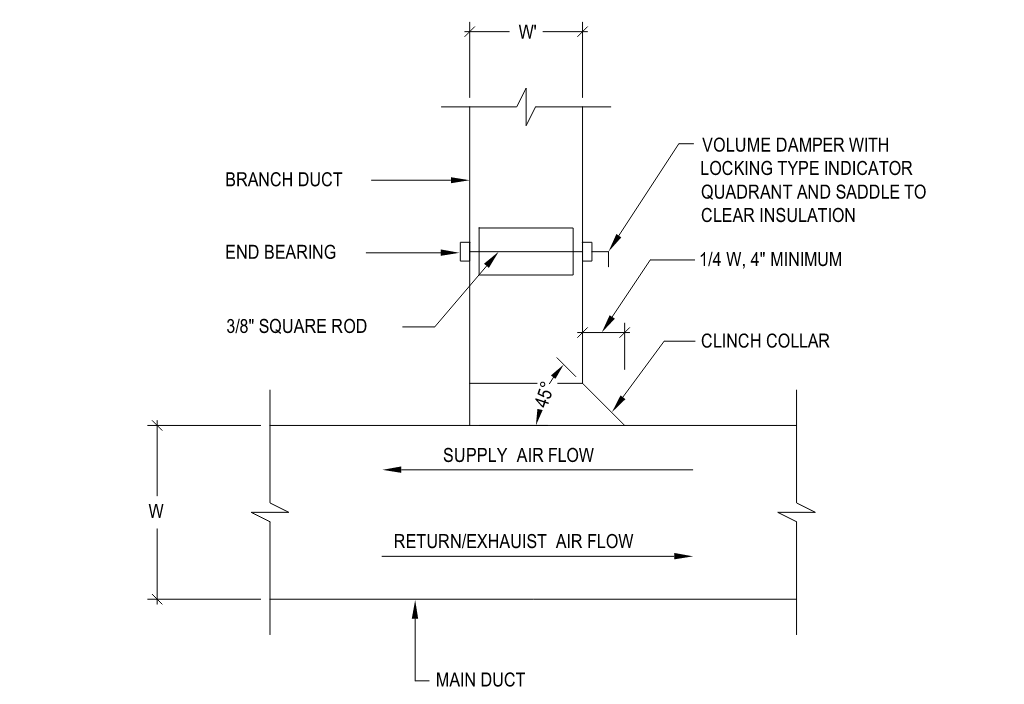 W'
VOLUME DAMPER WITH
LOCKING TYPE INDICATOR
QUADRANT AND SADDLE TO
CLEAR INSULATION
BRANCH DUCT
END BEARING
1/4 W, 4" MINIMUM
3/8" SQUARE ROD
CLINCH COLLAR
45°
SUPPLY AIR FLOW
W
RETURN/EXHAUIST AIR FLOW
MAIN DUCT